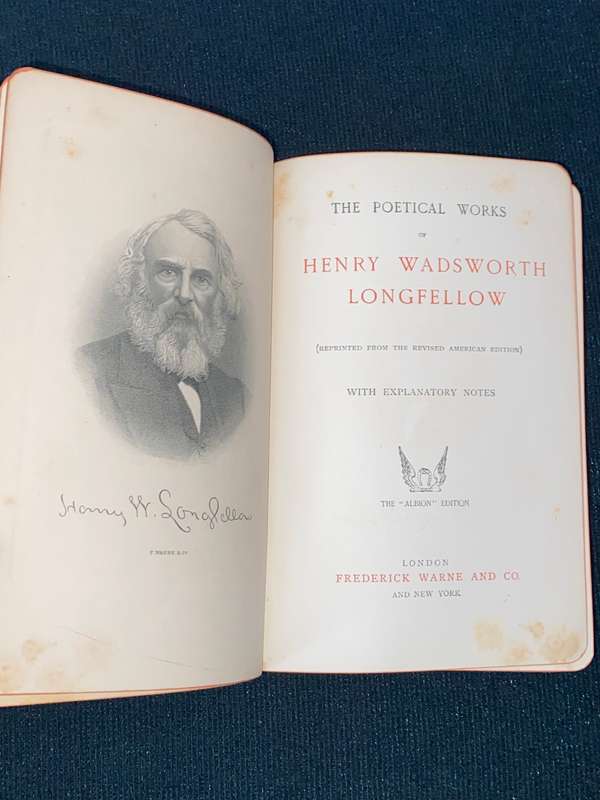 Henry W. Longfellow
THE POETICAL WORKS
OF
HENRY WADSWORTH
LONGFELLOW
(REPRINTED FROM THE REVISED AMERICAN EDITION)
WITH EXPLANATORY NOTES
THE "ALBION" EDITION
LONDON
FREDERICK WARNE AND CO.
AND NEW YORK